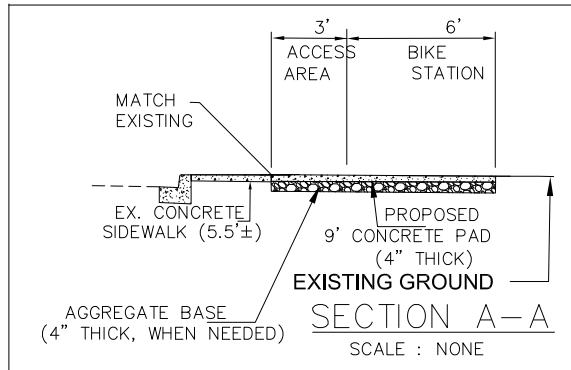 3' 6'
ACCESS BIKE
AREA STATION
MATCH
EXISTING
EX. CONCRETE
SIDEWALK (5.5'±)
PROPOSED
9' CONCRETE PAD
(4" THICK)
EXISTING GROUND
AGGREGATE BASE
(4" THICK, WHEN NEEDED)
SECTION A-A
SCALE : NONE